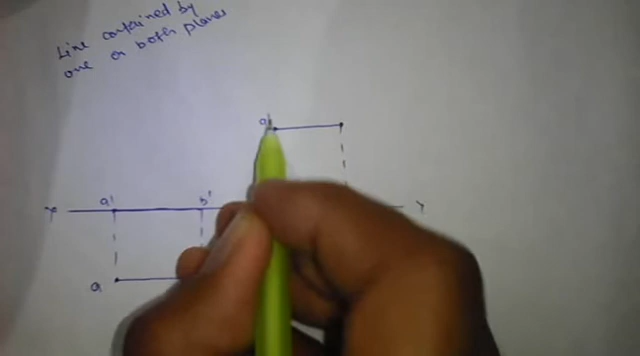 Line contained by
one or both planes
a'
X
a'
b'
Y
a